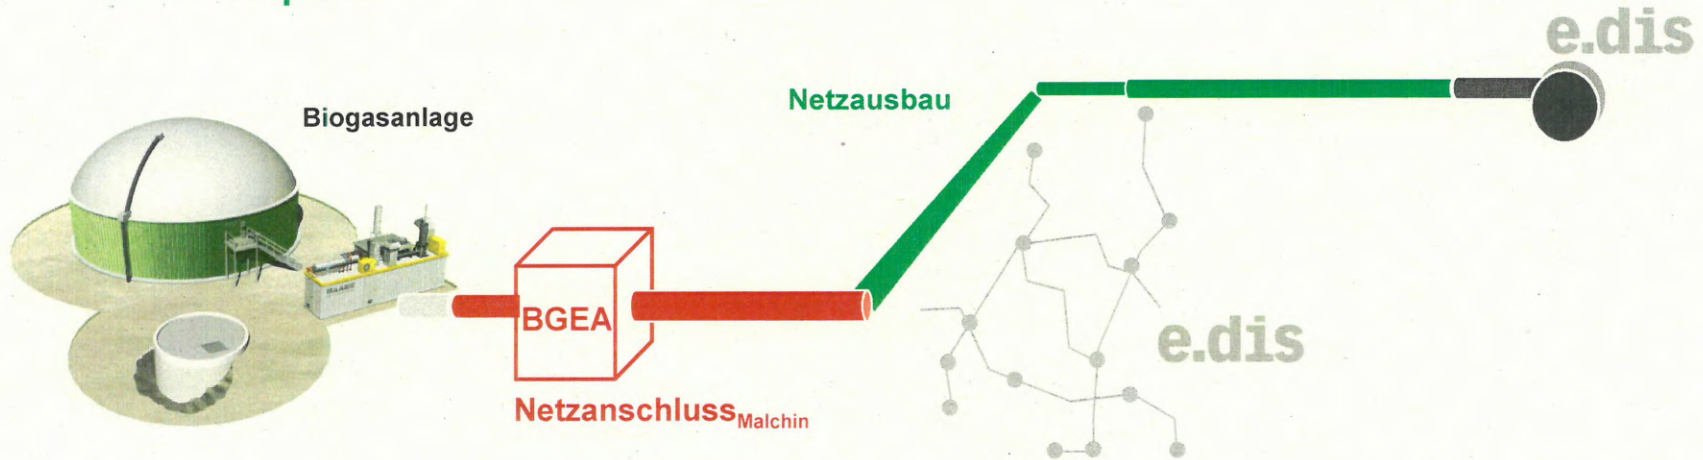 e.dis
Netzausbau
Biogasanlage
BGEA
e.dis
Netzanschluss Malchin